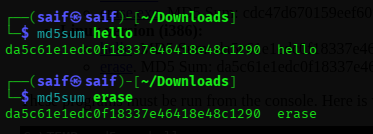 ┌──(saif㉿saif)-[~/Downloads]
└─$ md5sum hello
da5c61e1edc0f18337e46418e48c1290  hello
┌──(saif㉿saif)-[~/Downloads]
└─$ md5sum erase
da5c61e1edc0f18337e46418e48c1290  erase